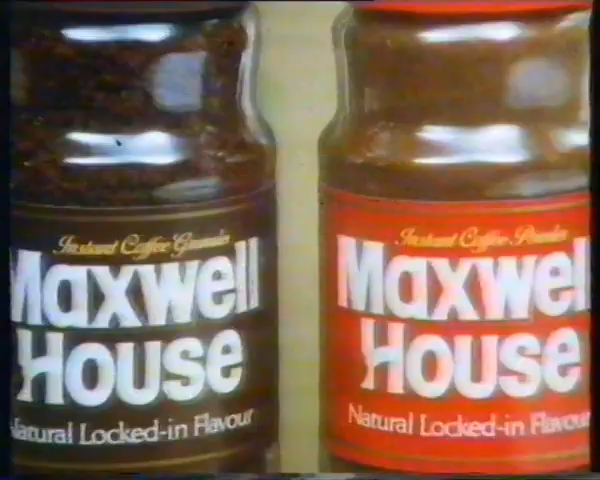 Instant Coffee Granules
Maxwell
House
Natural Locked-in Flavour
Instant Coffee Powder
Maxwell
House
Natural Locked-in Flavour